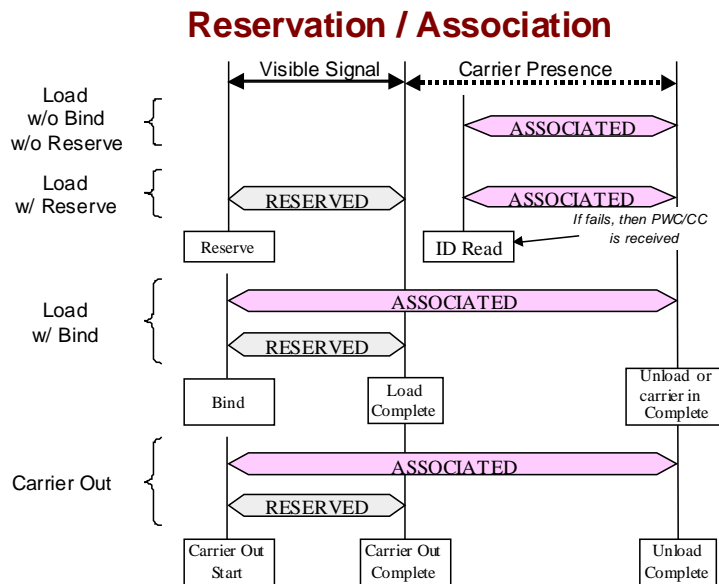 Reservation / Association
Visible Signal
Carrier Presence
Load
w/o Bind
w/o Reserve
ASSOCIATED
Load
w/ Reserve
RESERVED
ASSOCIATED
If fails, then PWC/CC
is received
Reserve
ID Read
Load
w/ Bind
ASSOCIATED
RESERVED
Bind
Load
Complete
Unload or
carrier in
Complete
Carrier Out
ASSOCIATED
RESERVED
Carrier Out
Start
Carrier Out
Complete
Unload
Complete